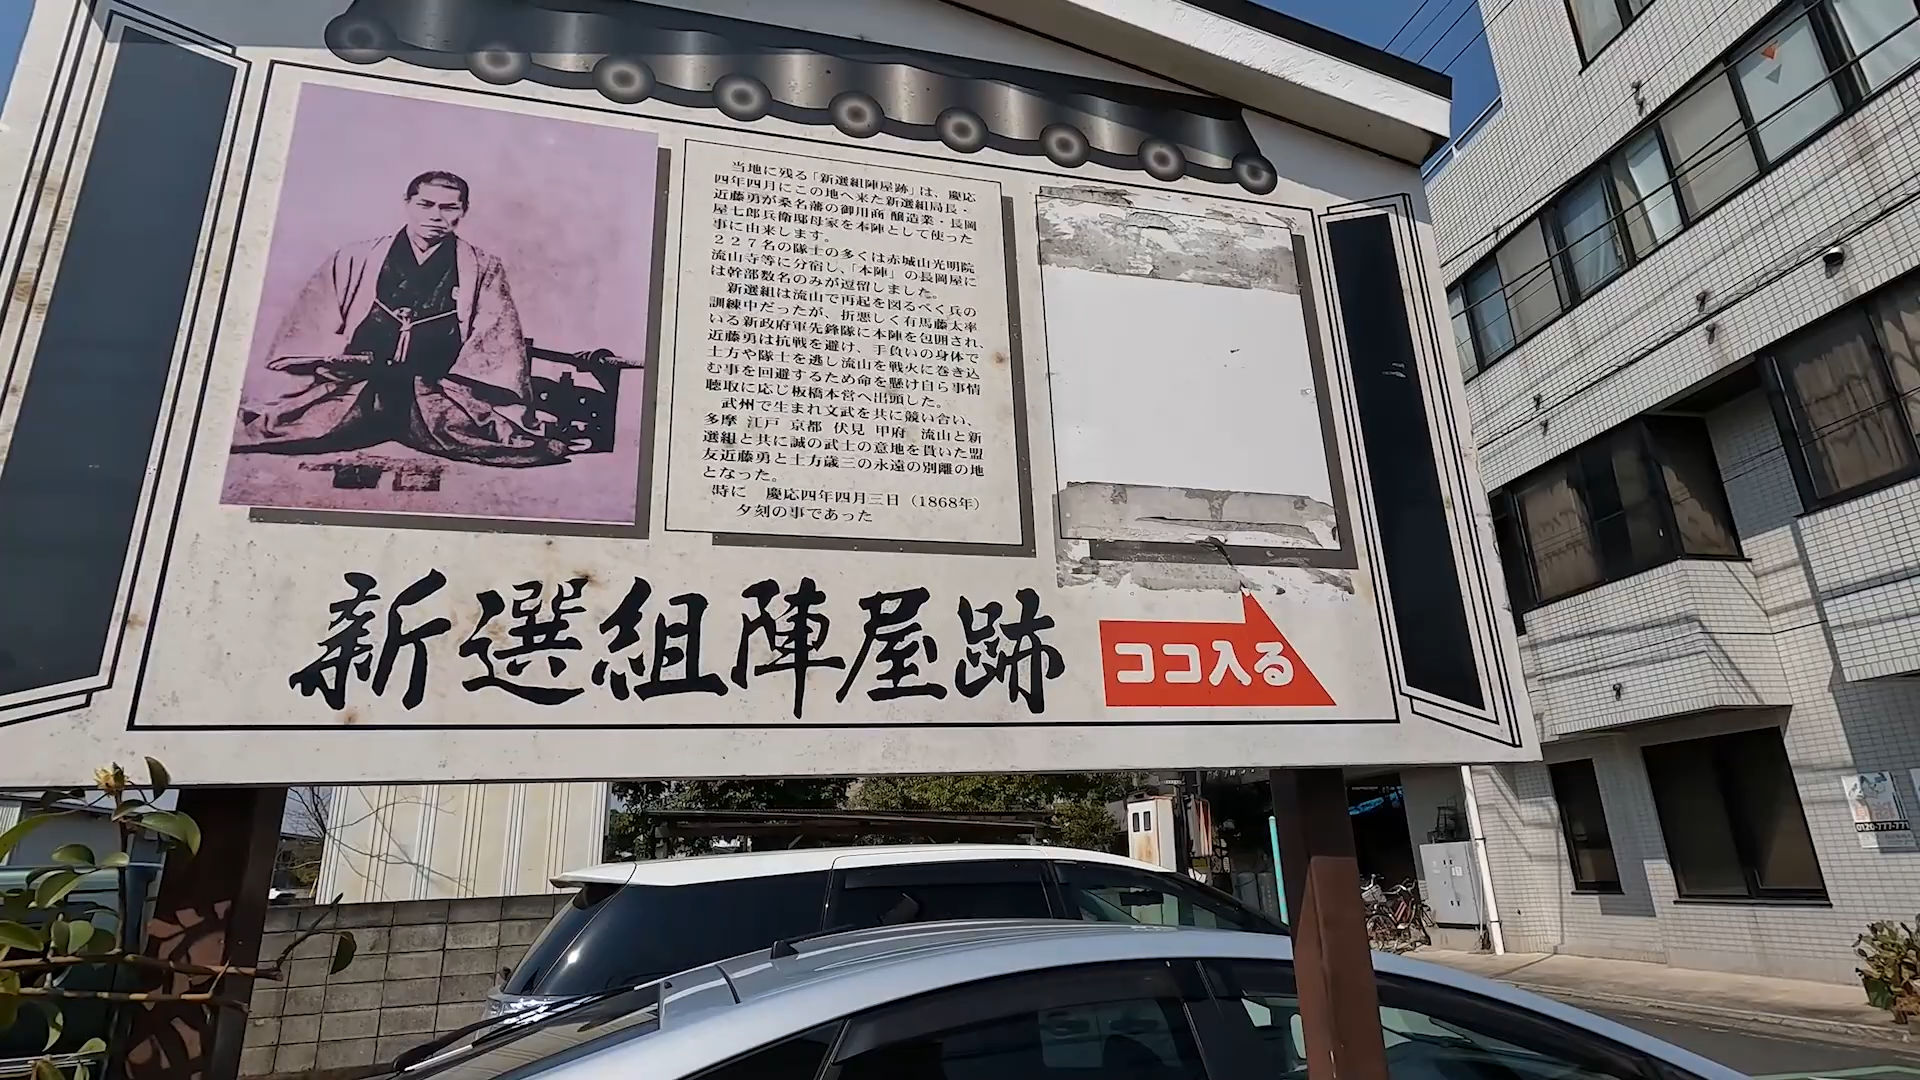 当地に残る「新選組陣屋跡」は、慶応
四年四月にこの地へ来た新選組局長・
近藤勇が桑名藩の御用商 醸造業・長岡
屋七郎兵衛邸母家を本陣として使った
事に由来します。
227名の隊士の多くは赤城山光明院
流山寺等に分宿し、「本陣」の長岡屋に
は幹部数名のみが逗留しました。
新選組は流山で再起を図るべく兵の
訓練中だったが、折悪しく有馬藤太率
いる新政府軍先鋒隊に本陣を包囲され、
近藤勇は抗戦を避け、手負いの身体で
土方や隊士を逃し流山を戦火に巻き込
む事を回避するため命を懸け自ら事情
聴取に応じ板橋本営へ出頭した。
武州で生まれ文武を共に競い合い、
多摩 江戸 京都 伏見 甲府 流山と新
選組と共に誠の武士の意地を貫いた盟
友近藤勇と土方歳三の永遠の別離の地
となった。
時に 慶応四年四月三日(1868年)
夕刻の事であった
新選組陣屋跡
ココ入る
0120-777-771